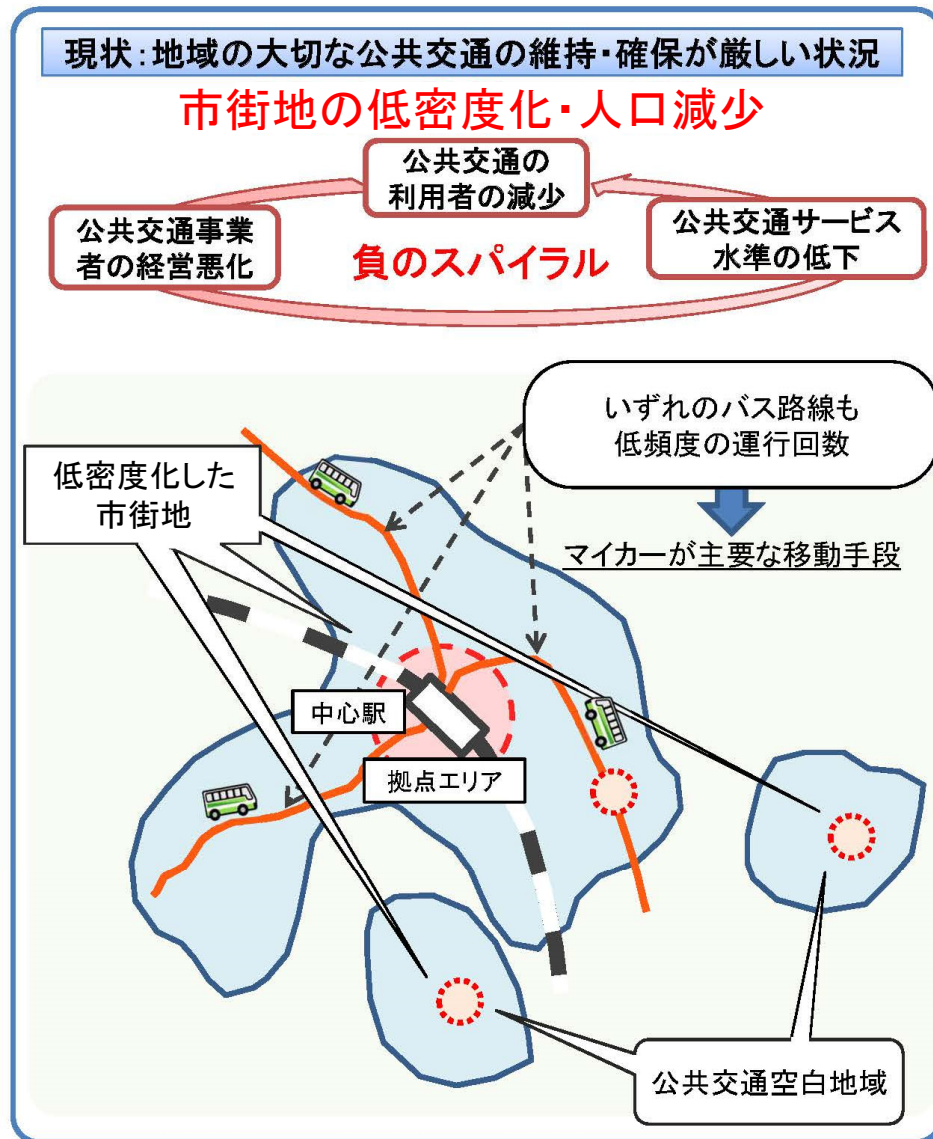 現状:地域の大切な公共交通の維持・確保が厳しい状況
市街地の低密度化・人口減少
公共交通の
利用者の減少
公共交通事業
者の経営悪化
負のスパイラル
公共交通サービス
水準の低下
いずれのバス路線も
低頻度の運行回数
低密度化した
市街地
マイカーが主要な移動手段
中心駅
拠点エリア
公共交通空白地域